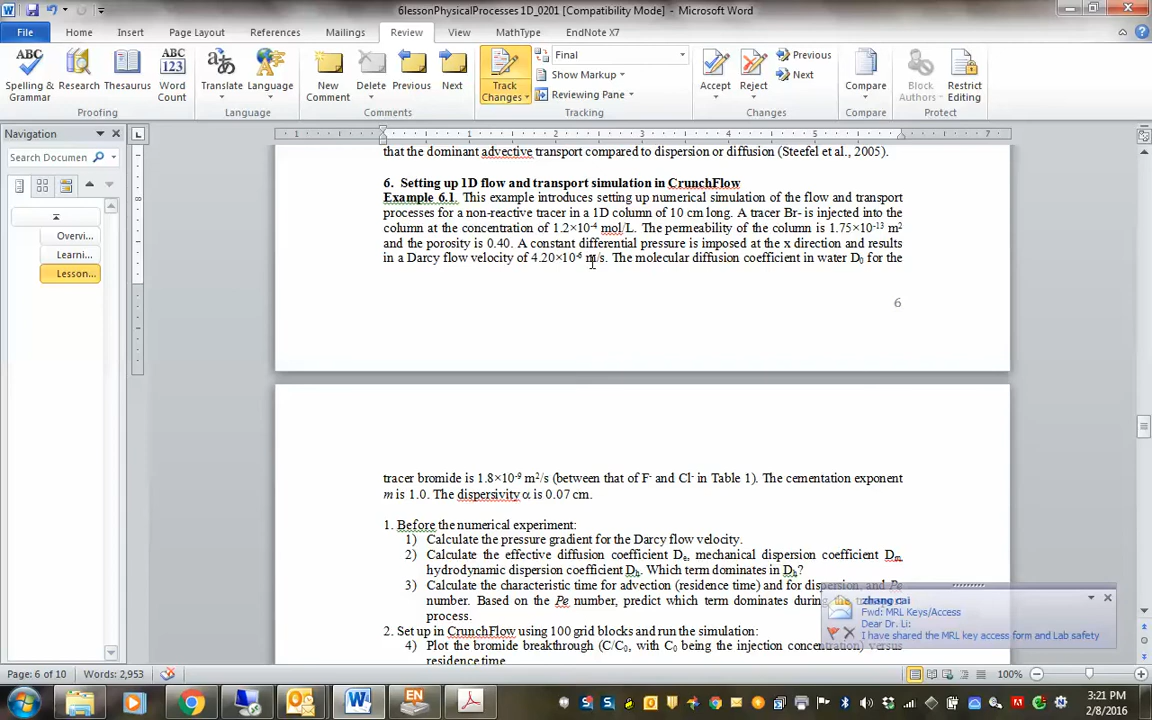 6lessonPhysicalProcesses 1D_0201 [Compatibility Mode] - Microsoft Word
File Home Insert Page Layout References Mailings Review View MathType EndNote X7
ABC Spelling & Grammar
Research
Thesaurus
ABC 123 Word Count
Translate
Language
New Comment
Delete
Previous
Next
Track Changes
Final
Show Markup
Reviewing Pane
Accept
Reject
Previous
Next
Compare
Block Authors
Restrict Editing
Proofing Language Comments Tracking Changes Compare Protect
Navigation
Search Documen
Overvi...
Learni...
Lesson...
1 1 2 3 4 5 6 7
that the dominant advective transport compared to dispersion or diffusion (Steefel et al., 2005).
6. Setting up 1D flow and transport simulation in CrunchFlow
Example 6.1. This example introduces setting up numerical simulation of the flow and transport
processes for a non-reactive tracer in a 1D column of 10 cm long. A tracer Br- is injected into the
column at the concentration of 1.2×10⁻⁴ mol/L. The permeability of the column is 1.75×10⁻¹³ m²
and the porosity is 0.40. A constant differential pressure is imposed at the x direction and results
in a Darcy flow velocity of 4.20×10⁻⁶ m/s. The molecular diffusion coefficient in water D₀ for the
6
tracer bromide is 1.8×10⁻⁹ m²/s (between that of F⁻ and Cl⁻ in Table 1). The cementation exponent
m is 1.0. The dispersivity α is 0.07 cm.
1. Before the numerical experiment:
1) Calculate the pressure gradient for the Darcy flow velocity.
2) Calculate the effective diffusion coefficient Dₑ, mechanical dispersion coefficient Dₘ,
hydrodynamic dispersion coefficient Dₕ. Which term dominates in Dₕ?
3) Calculate the characteristic time for advection (residence time) and for dispersion, and Pe
number. Based on the Pe number, predict which term dominates during the
process.
2. Set up in CrunchFlow using 100 grid blocks and run the simulation:
4) Plot the bromide breakthrough (C/C₀, with C₀ being the injection concentration) versus
residence time
zhang cai
Fwd: MRL Keys/Access
Dear Dr. Li:
I have shared the MRL key access form and Lab safety
Page: 6 of 10 Words: 2,953 100%
EN
3:21 PM
2/8/2016